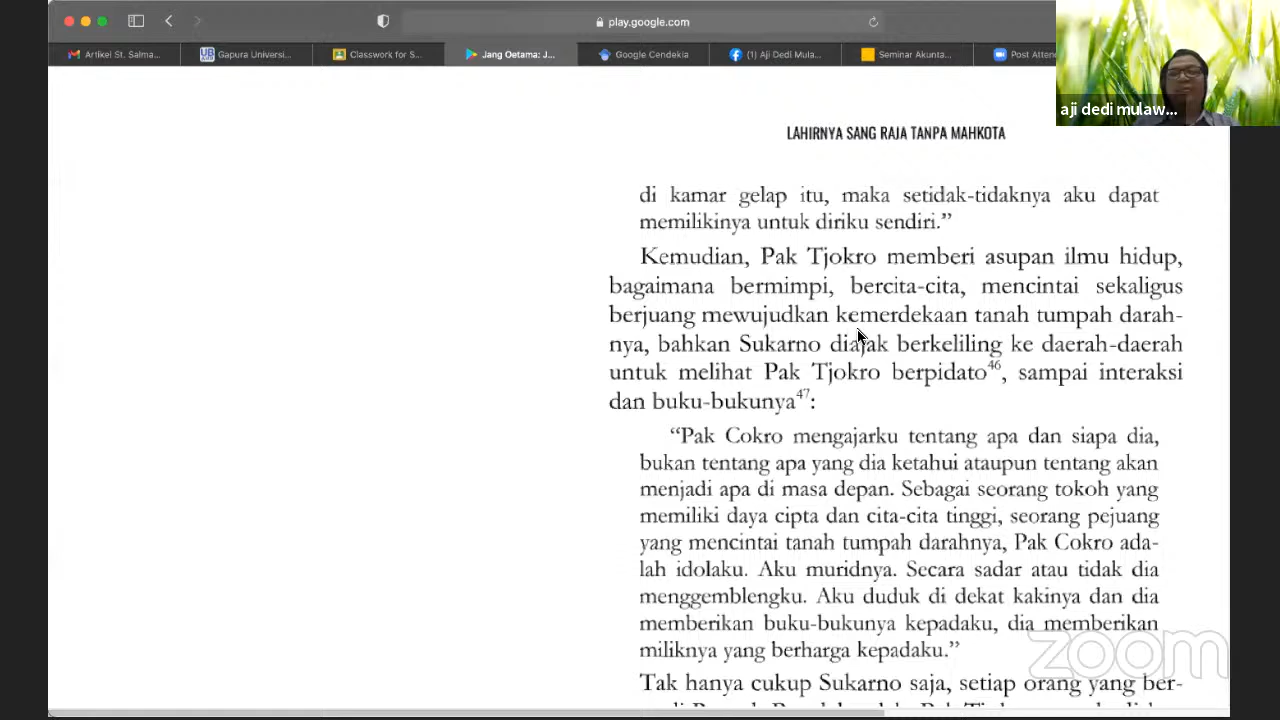 play.google.com
Artikel St. Salma...
UB
Gapura Universi...
Classwork for S...
Jang Oetama: J...
Google Cendekia
(1) Aji Dedi Mula...
Seminar Akunta...
Post Atten
aji dedi mulaw...
LAHIRNYA SANG RAJA TANPA MAHKOTA
di kamar gelap itu, maka setidak-tidaknya aku dapat
memilikinya untuk diriku sendiri.”
Kemudian, Pak Tjokro memberi asupan ilmu hidup,
bagaimana bermimpi, bercita-cita, mencintai sekaligus
berjuang mewujudkan kemerdekaan tanah tumpah darah-
nya, bahkan Sukarno diajak berkeliling ke daerah-daerah
untuk melihat Pak Tjokro berpidato46, sampai interaksi
dan buku-bukunya47:
“Pak Cokro mengajarku tentang apa dan siapa dia,
bukan tentang apa yang dia ketahui ataupun tentang akan
menjadi apa di masa depan. Sebagai seorang tokoh yang
memiliki daya cipta dan cita-cita tinggi, seorang pejuang
yang mencintai tanah tumpah darahnya, Pak Cokro ada-
lah idolaku. Aku muridnya. Secara sadar atau tidak dia
menggemblengku. Aku duduk di dekat kakinya dan dia
memberikan buku-bukunya kepadaku, dia memberikan
miliknya yang berharga kepadaku.”
zoom
Tak hanya cukup Sukarno saja, setiap orang yang ber-